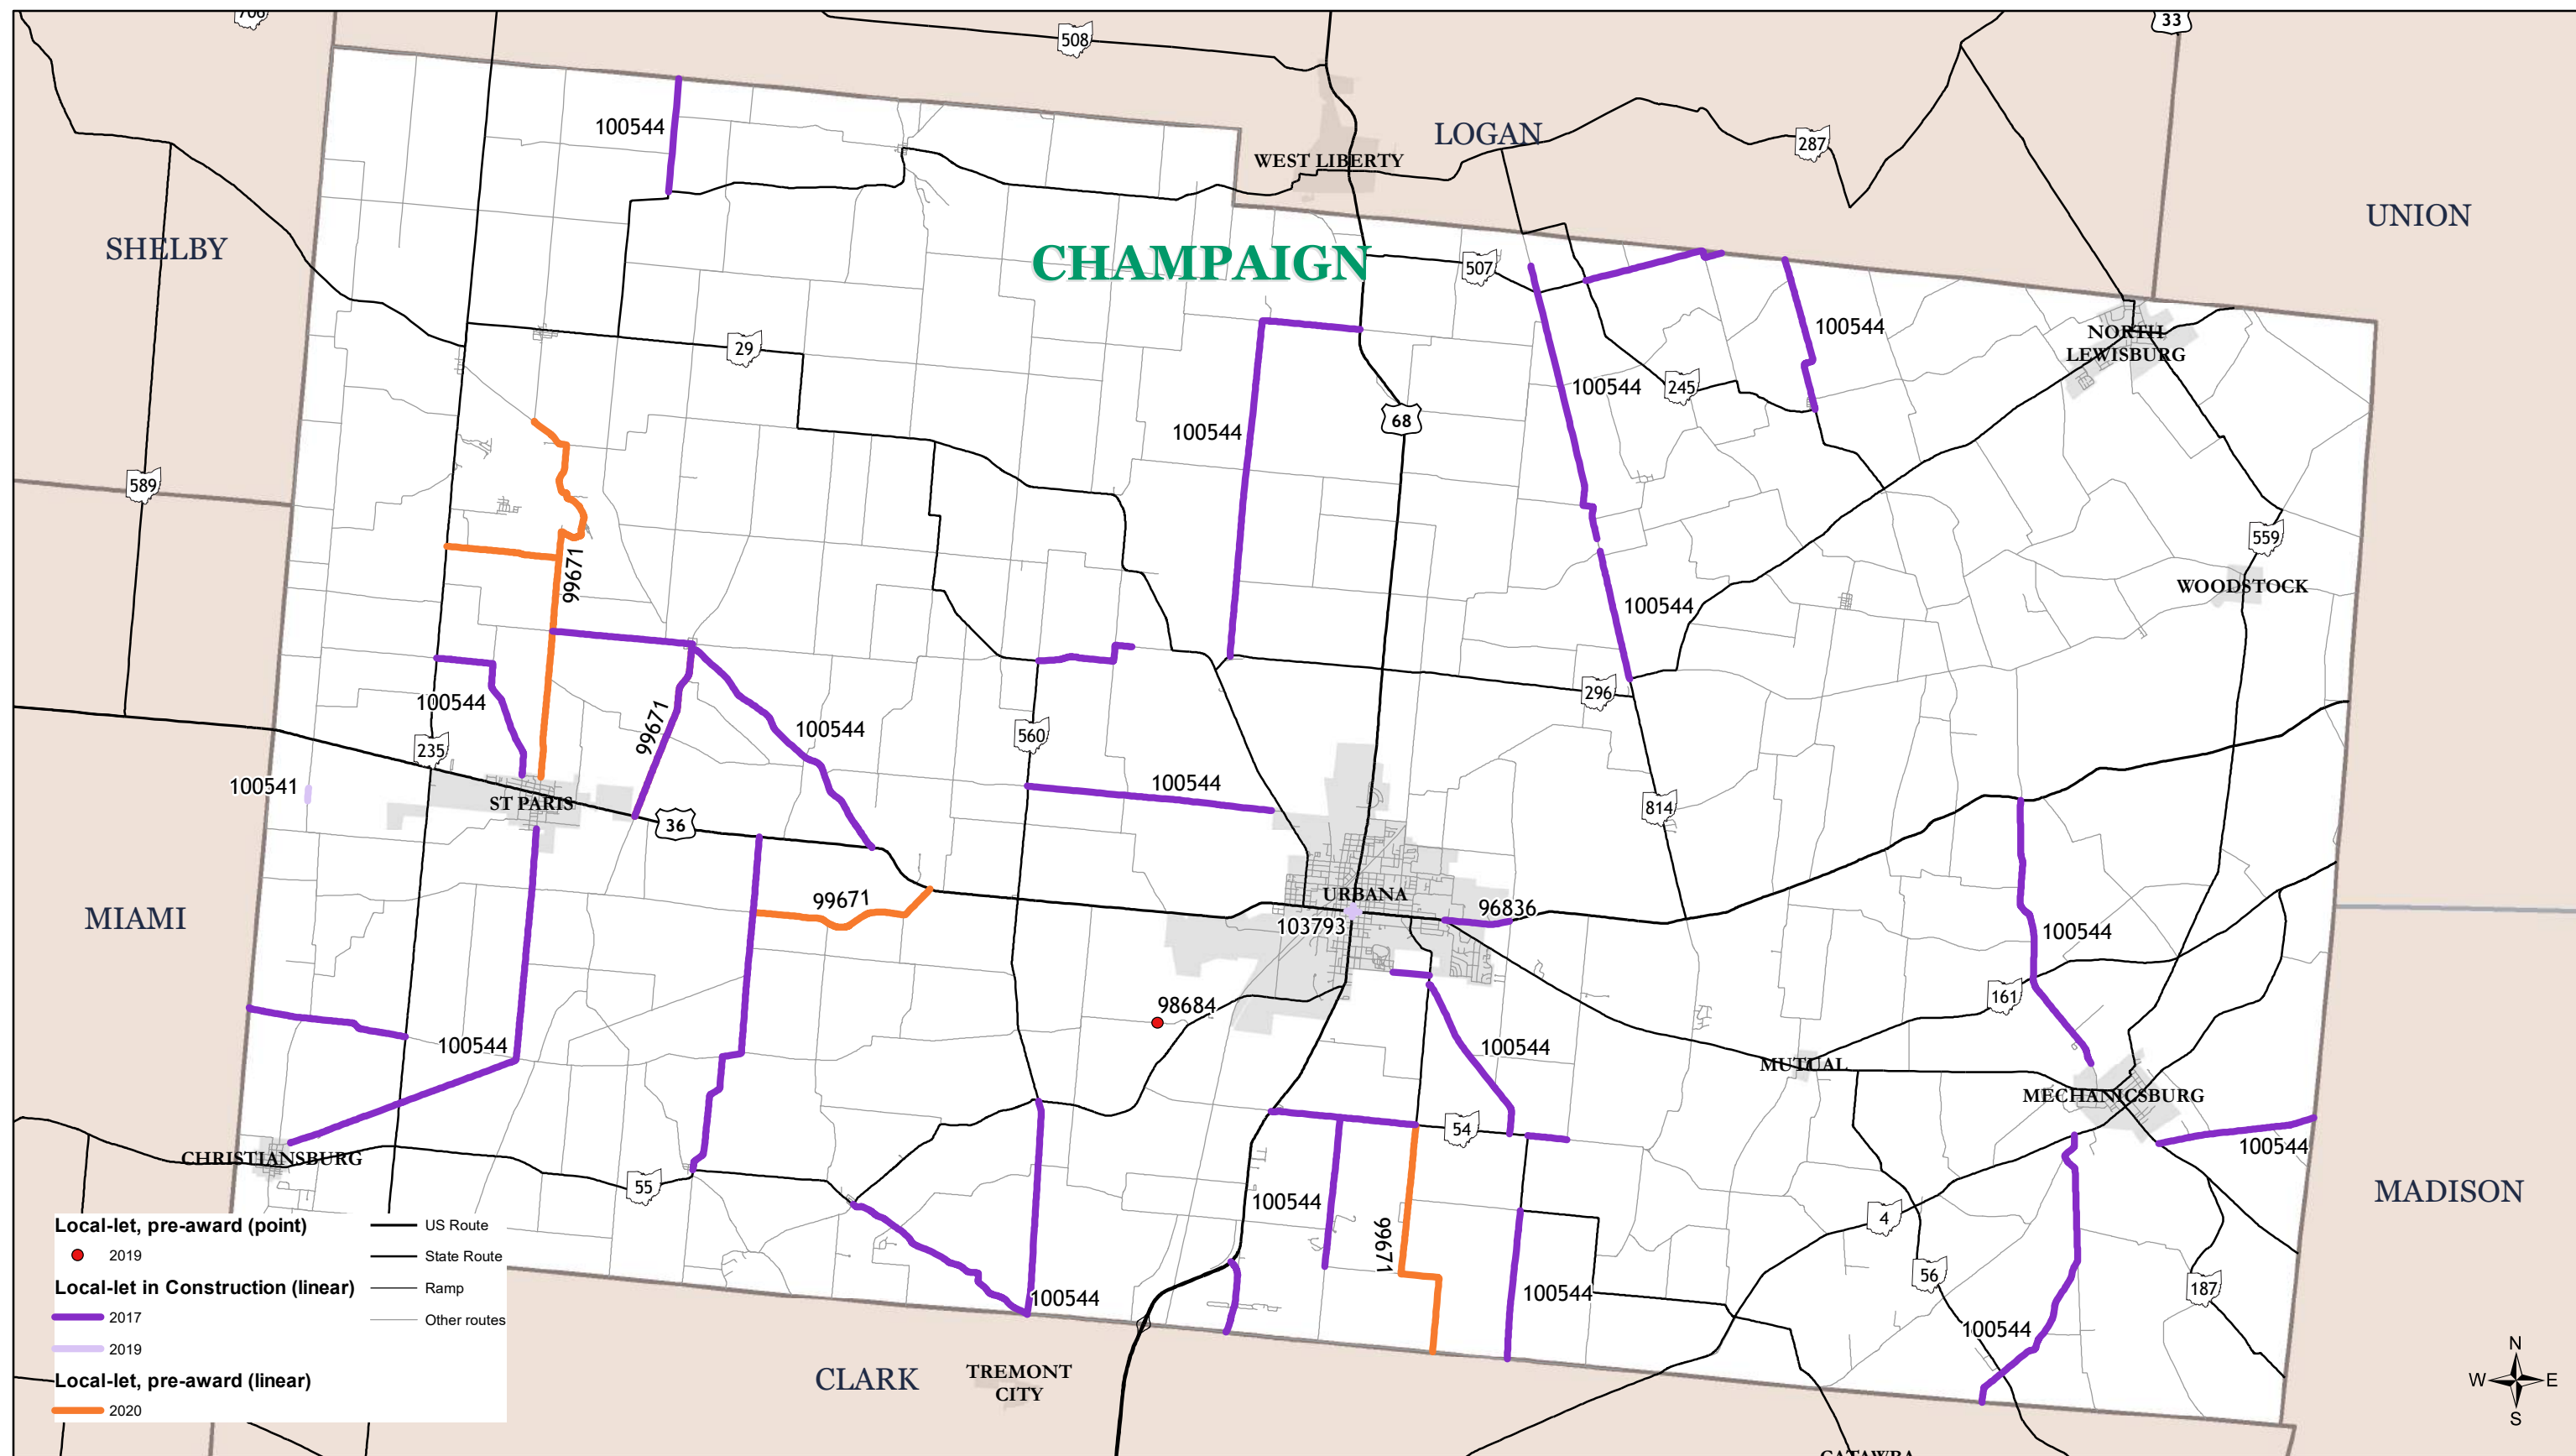 706
33
508
LOGAN
287
100544
WEST LIBERTY
UNION
SHELBY
CHAMPAIGN
507
100544
NORTH
LEWISBURG
29
100544
245
68
100544
589
559
99671
WOODSTOCK
100544
296
100544
99671
100544
560
235
100544
100541
ST PARIS
814
36
URBANA
99671
96836
103793
MIAMI
100544
161
98684
100544
100544
MUTUAL
MECHANICSBURG
54
100544
CHRISTIANSBURG
55
100544
MADISON
4
99671
56
187
100544
100544
100544
CLARK
TREMONT
CITY
CATAWBA
Local-let, pre-award (point)
2019
Local-let in Construction (linear)
2017
2019
Local-let, pre-award (linear)
2020
US Route
State Route
Ramp
Other routes
N
W
E
S